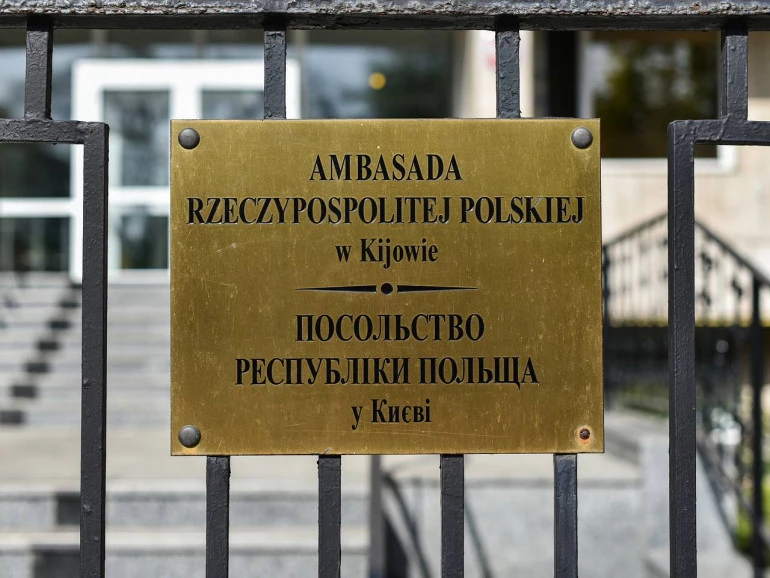 AMBASADA
RZECZYPOSPOLITEJ POLSKIEJ
w Kijowie
ПОСОЛЬСТВО
РЕСПУБЛІКИ ПОЛЬЩА
у Києві